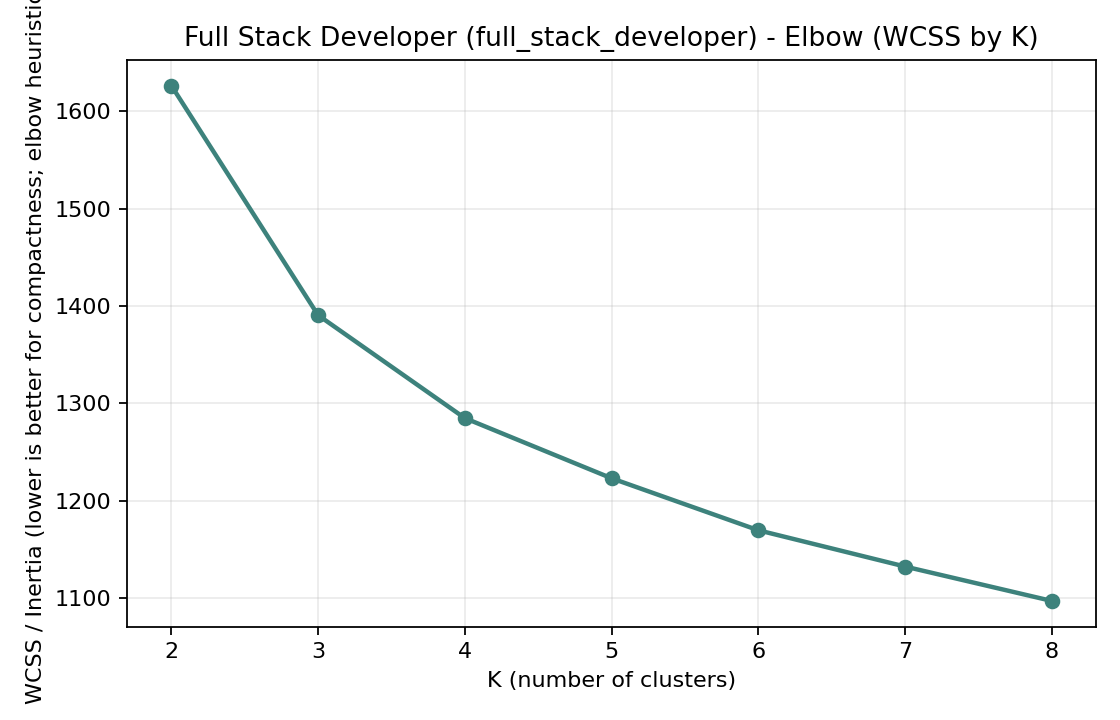 Full Stack Developer (full_stack_developer) - Elbow (WCSS by K)
WCSS / Inertia (lower is better for compactness; elbow heuristic
1600
1500
1400
1300
1200
1100
2 3 4 5 6 7 8
K (number of clusters)